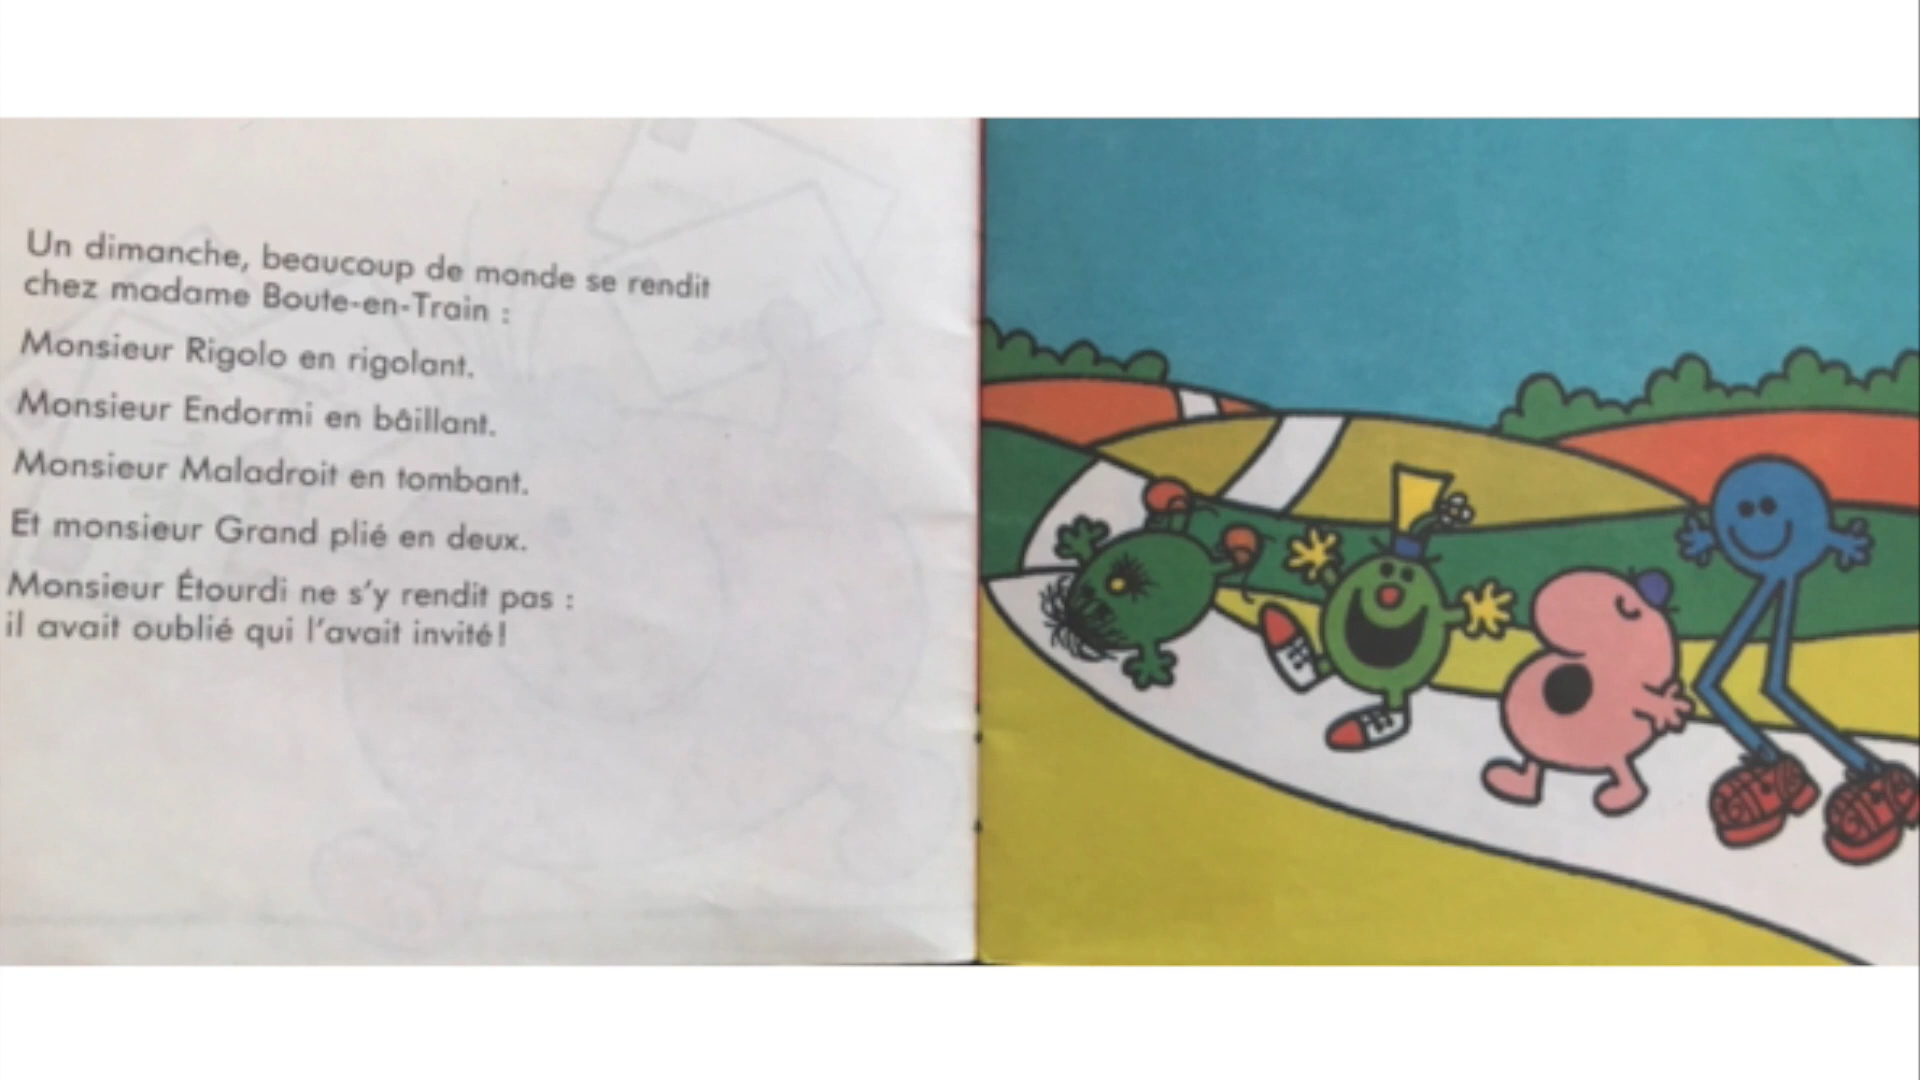 Un dimanche, beaucoup de monde se rendit
chez madame Boute-en-Train :
Monsieur Rigolo en rigolant.
Monsieur Endormi en bâillant.
Monsieur Maladroit en tombant.
Et monsieur Grand plié en deux.
Monsieur Étourdi ne s'y rendit pas :
il avait oublié qui l'avait invité!